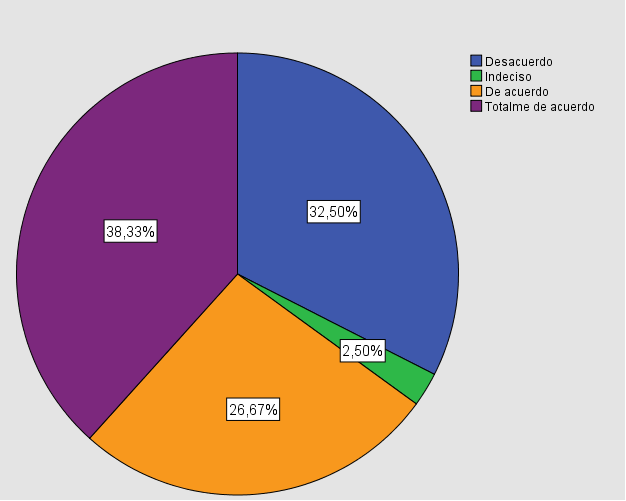 Desacuerdo
Indeciso
De acuerdo
Totalme de acuerdo
32,50%
38,33%
2,50%
26,67%